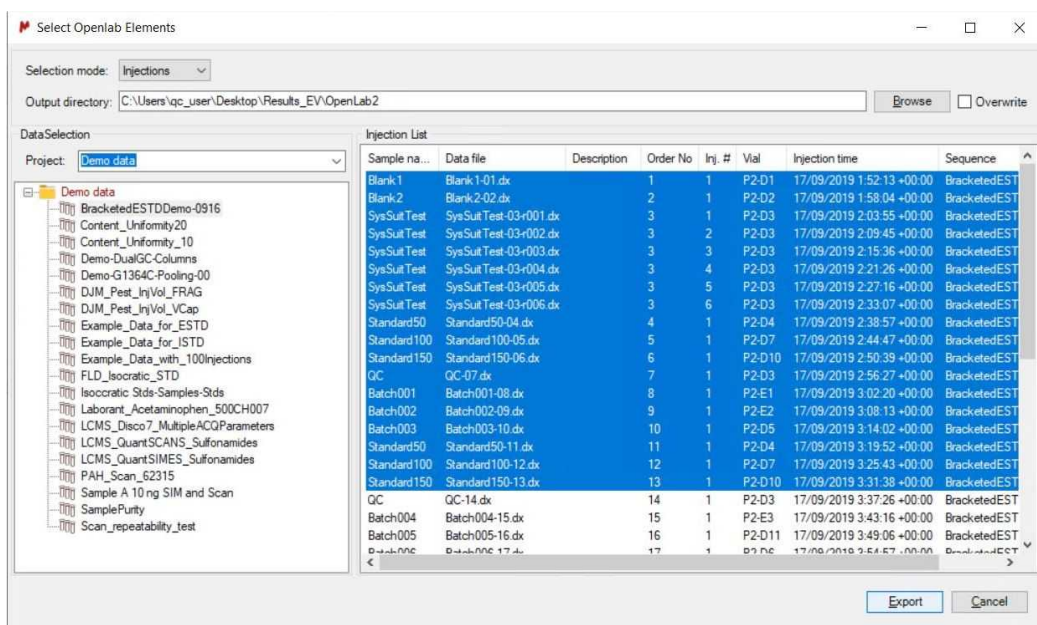 Select Openlab Elements
Selection mode: Injections
Output directory: C:\Users\qc_user\Desktop\Results_EV\OpenLab2 Browse Overwrite
DataSelection
Project: Demo data
Demo data
BracketedESTDDemo-0916
Content_Uniformity20
Content_Uniformity_10
Demo-DualGC-Columns
Demo-G1364C-Pooling-00
DJM_Pest_InjVol_FRAG
DJM_Pest_InjVol_VCap
Example_Data_for_ESTD
Example_Data_for_ISTD
Example_Data_with_100Injections
FLD_Isocratic_STD
Isoccratic Stds-Samples-Stds
Laborant_Acetaminophen_500CH007
LCMS_Disco7_MultipleACQParameters
LCMS_QuantSCANS_Sulfonamides
LCMS_QuantSIMES_Sulfonamides
PAH_Scan_62315
Sample A 10 ng SIM and Scan
SamplePurity
Scan_repeatability_test
Injection List
Sample na... Data file Description Order No Inj. # Vial Injection time Sequence
Blank1 Blank1-01.dx 1 1 P2-D1 17/09/2019 1:52:13 +00:00 BracketedEST
Blank2 Blank2-02.dx 2 1 P2-D2 17/09/2019 1:58:04 +00:00 BracketedEST
SysSuitTest SysSuitTest-03-r001.dx 3 1 P2-D3 17/09/2019 2:03:55 +00:00 BracketedEST
SysSuitTest SysSuitTest-03-r002.dx 3 2 P2-D3 17/09/2019 2:09:45 +00:00 BracketedEST
SysSuitTest SysSuitTest-03-r003.dx 3 3 P2-D3 17/09/2019 2:15:36 +00:00 BracketedEST
SysSuitTest SysSuitTest-03-r004.dx 3 4 P2-D3 17/09/2019 2:21:26 +00:00 BracketedEST
SysSuitTest SysSuitTest-03-r005.dx 3 5 P2-D3 17/09/2019 2:27:16 +00:00 BracketedEST
SysSuitTest SysSuitTest-03-r006.dx 3 6 P2-D3 17/09/2019 2:33:07 +00:00 BracketedEST
Standard50 Standard50-04.dx 4 1 P2-D4 17/09/2019 2:38:57 +00:00 BracketedEST
Standard100 Standard100-05.dx 5 1 P2-D7 17/09/2019 2:44:47 +00:00 BracketedEST
Standard150 Standard150-06.dx 6 1 P2-D10 17/09/2019 2:50:39 +00:00 BracketedEST
QC QC-07.dx 7 1 P2-D3 17/09/2019 2:56:27 +00:00 BracketedEST
Batch001 Batch001-08.dx 8 1 P2-E1 17/09/2019 3:02:20 +00:00 BracketedEST
Batch002 Batch002-09.dx 9 1 P2-E2 17/09/2019 3:08:13 +00:00 BracketedEST
Batch003 Batch003-10.dx 10 1 P2-D5 17/09/2019 3:14:02 +00:00 BracketedEST
Standard50 Standard50-11.dx 11 1 P2-D4 17/09/2019 3:19:52 +00:00 BracketedEST
Standard100 Standard100-12.dx 12 1 P2-D7 17/09/2019 3:25:43 +00:00 BracketedEST
Standard150 Standard150-13.dx 13 1 P2-D10 17/09/2019 3:31:38 +00:00 BracketedEST
QC QC-14.dx 14 1 P2-D3 17/09/2019 3:37:26 +00:00 BracketedEST
Batch004 Batch004-15.dx 15 1 P2-E3 17/09/2019 3:43:16 +00:00 BracketedEST
Batch005 Batch005-16.dx 16 1 P2-D11 17/09/2019 3:49:06 +00:00 BracketedEST
Export Cancel